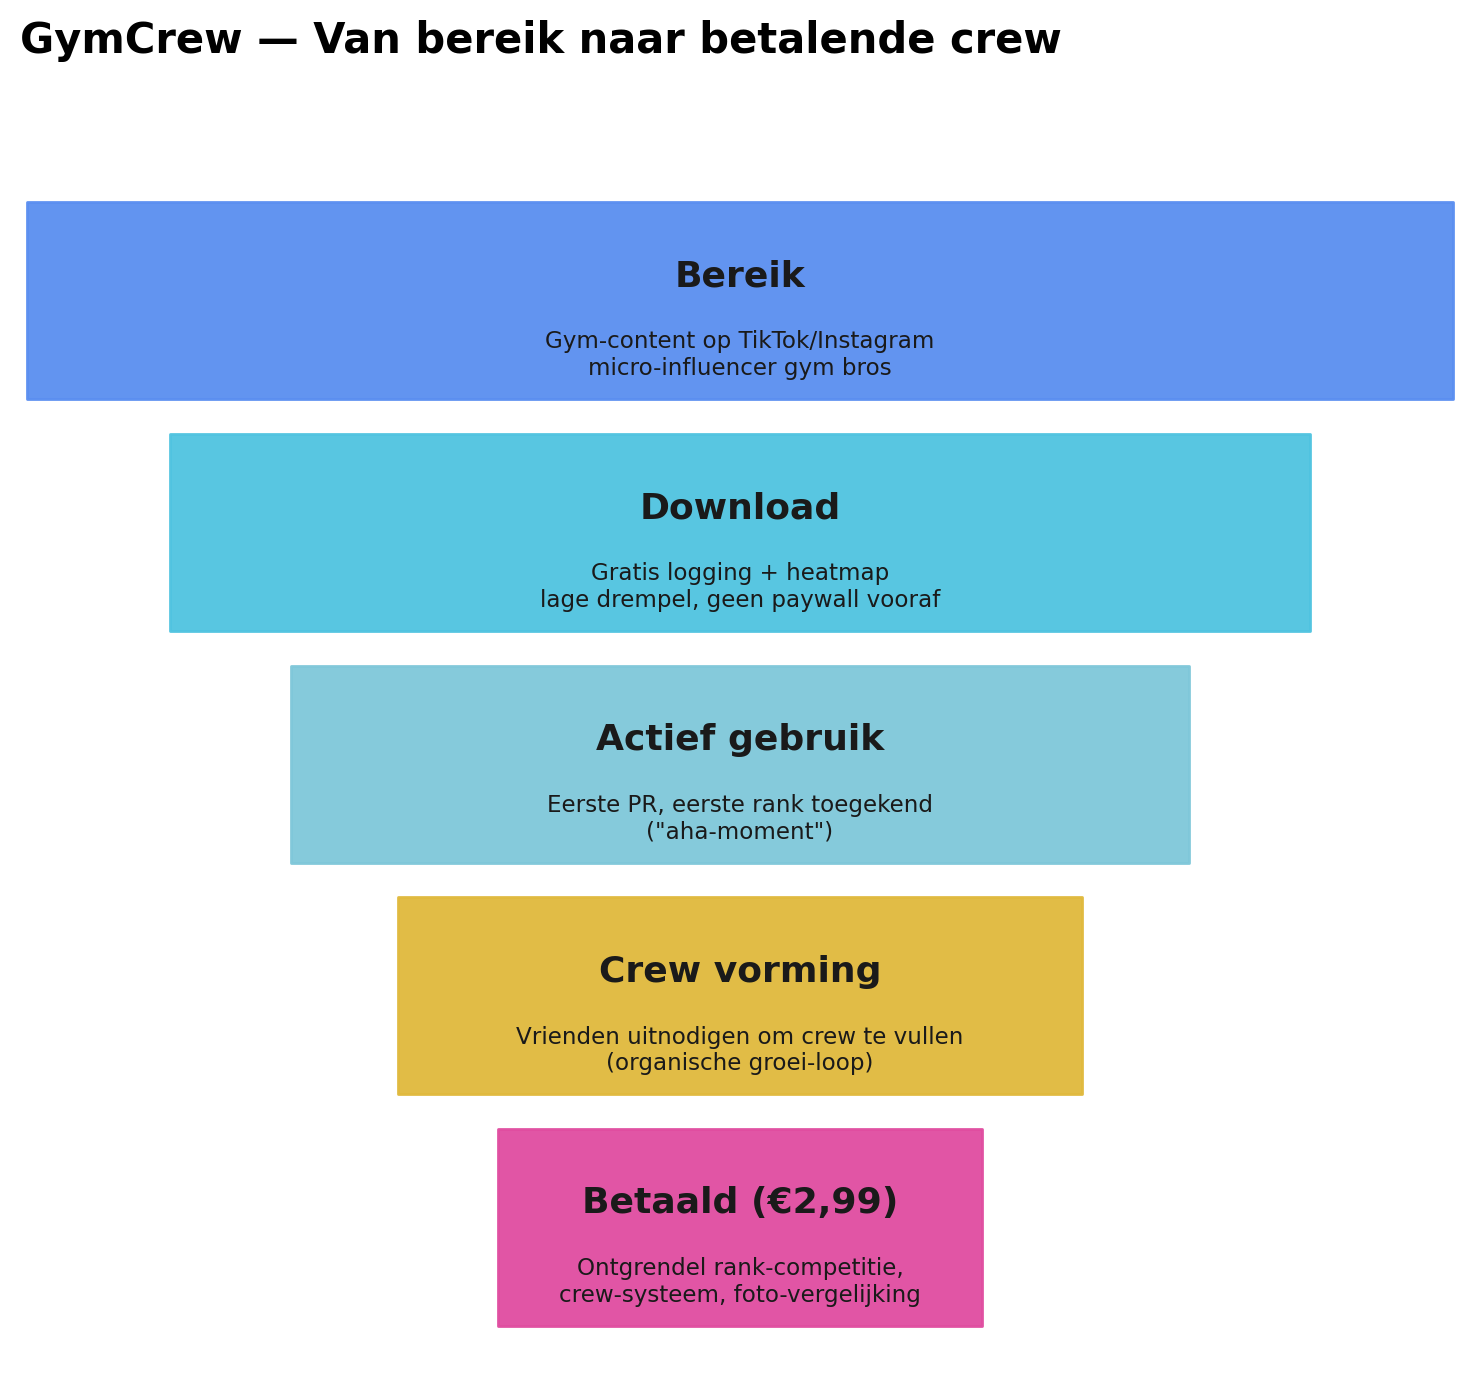 GymCrew — Van bereik naar betalende crew
Bereik
Gym-content op TikTok/Instagram
micro-influencer gym bros
Download
Gratis logging + heatmap
lage drempel, geen paywall vooraf
Actief gebruik
Eerste PR, eerste rank toegekend
("aha-moment")
Crew vorming
Vrienden uitnodigen om crew te vullen
(organische groei-loop)
Betaald (€2,99)
Ontgrendel rank-competitie,
crew-systeem, foto-vergelijking